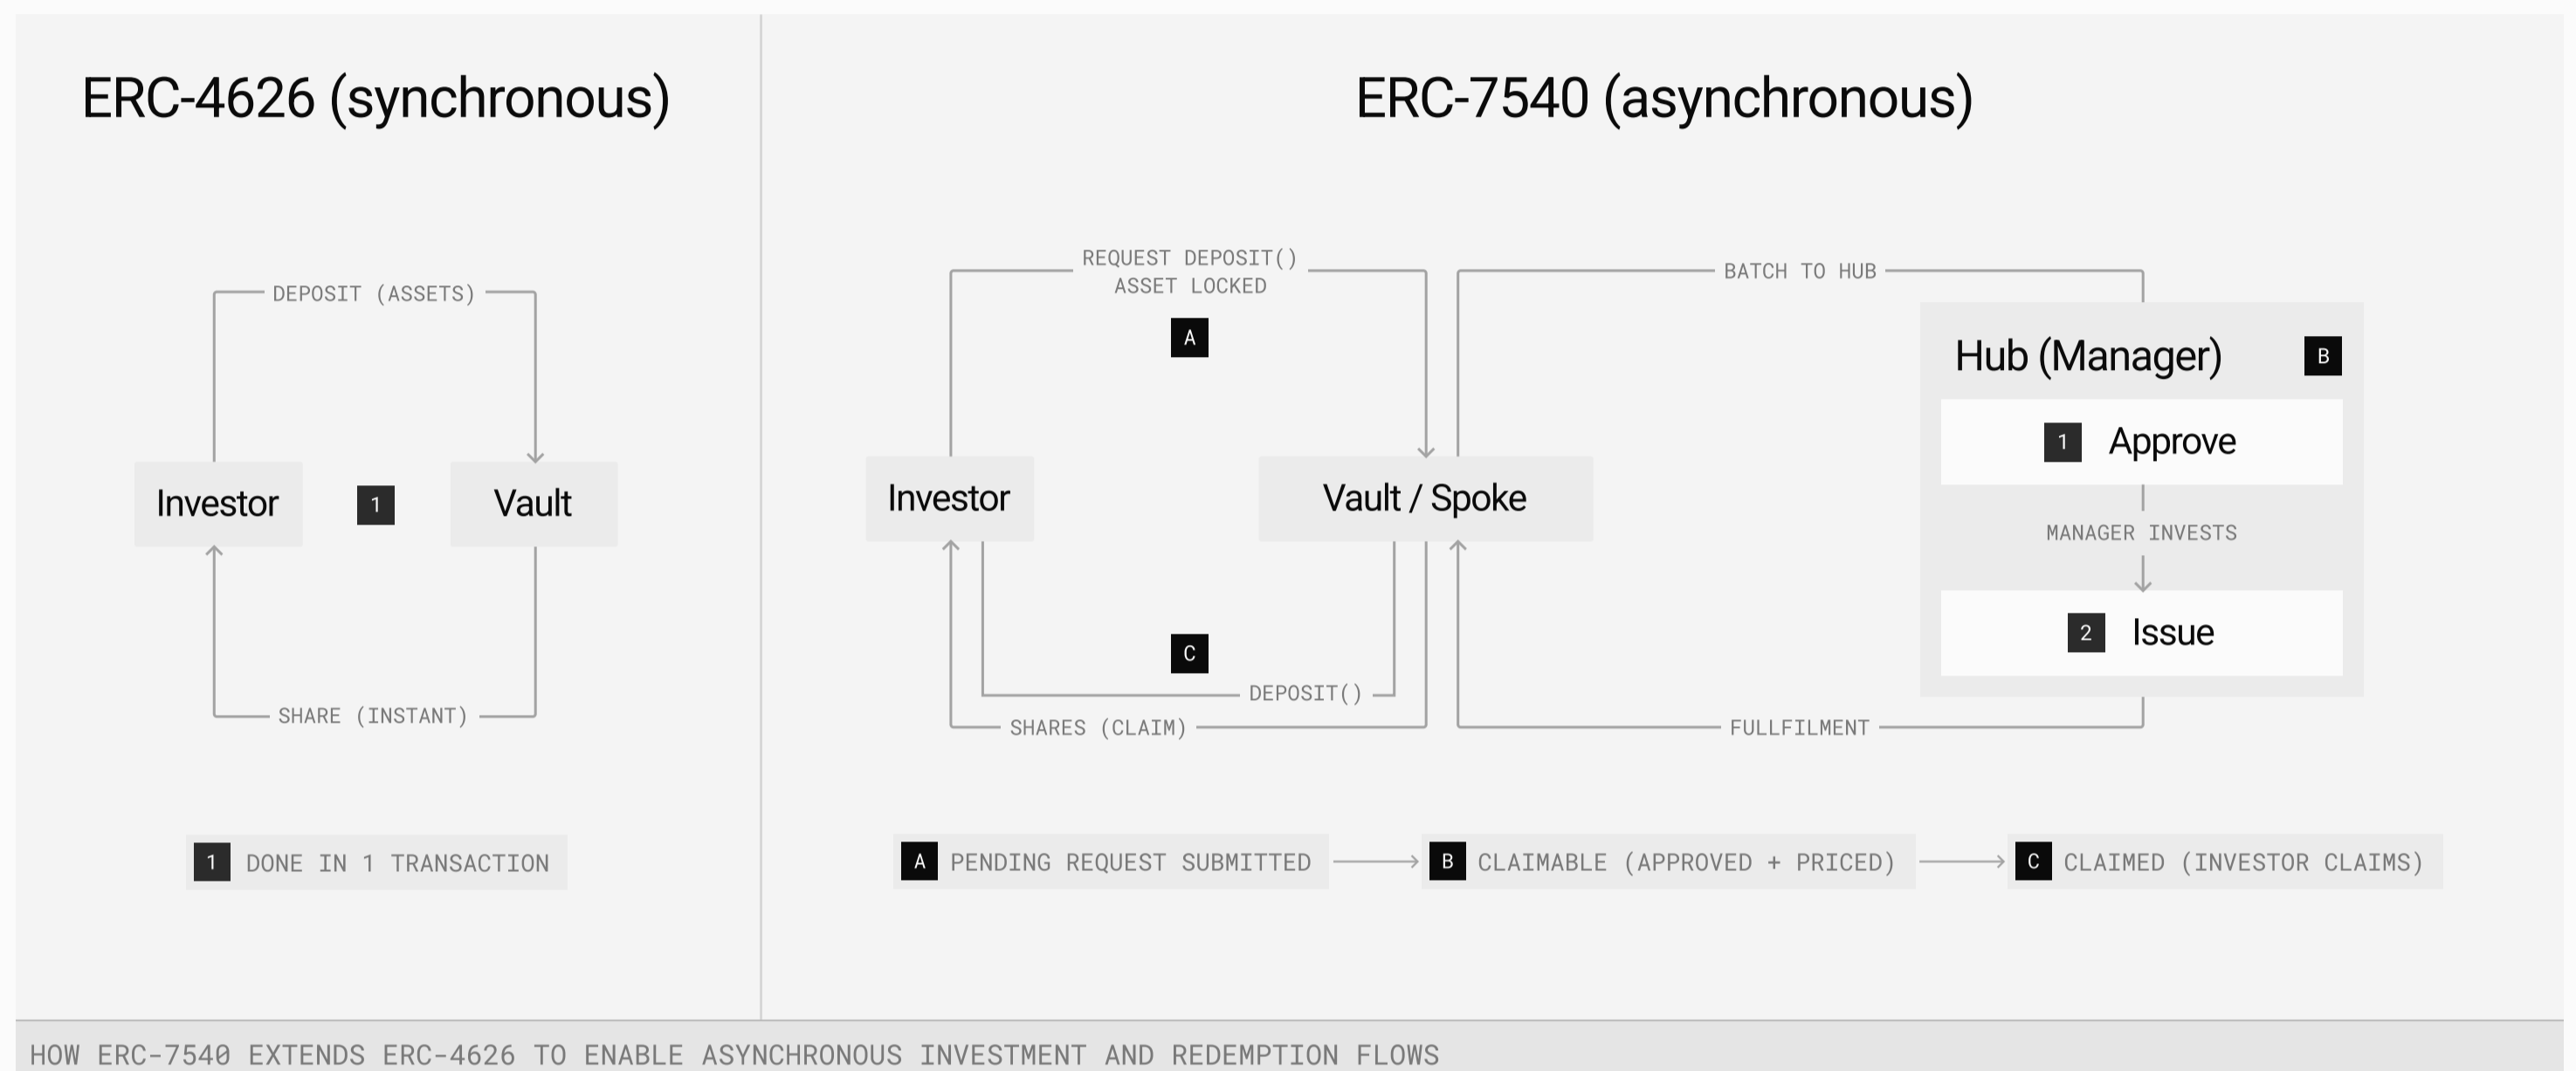 ERC-4626 (synchronous)
DEPOSIT (ASSETS)
Investor
1
Vault
SHARE (INSTANT)
1 DONE IN 1 TRANSACTION
ERC-7540 (asynchronous)
REQUEST DEPOSIT()
ASSET LOCKED
A
BATCH TO HUB
Investor
Vault / Spoke
Hub (Manager)
B
1 Approve
MANAGER INVESTS
2 Issue
C
DEPOSIT()
SHARES (CLAIM)
FULLFILMENT
A PENDING REQUEST SUBMITTED
B CLAIMABLE (APPROVED + PRICED)
C CLAIMED (INVESTOR CLAIMS)
HOW ERC-7540 EXTENDS ERC-4626 TO ENABLE ASYNCHRONOUS INVESTMENT AND REDEMPTION FLOWS